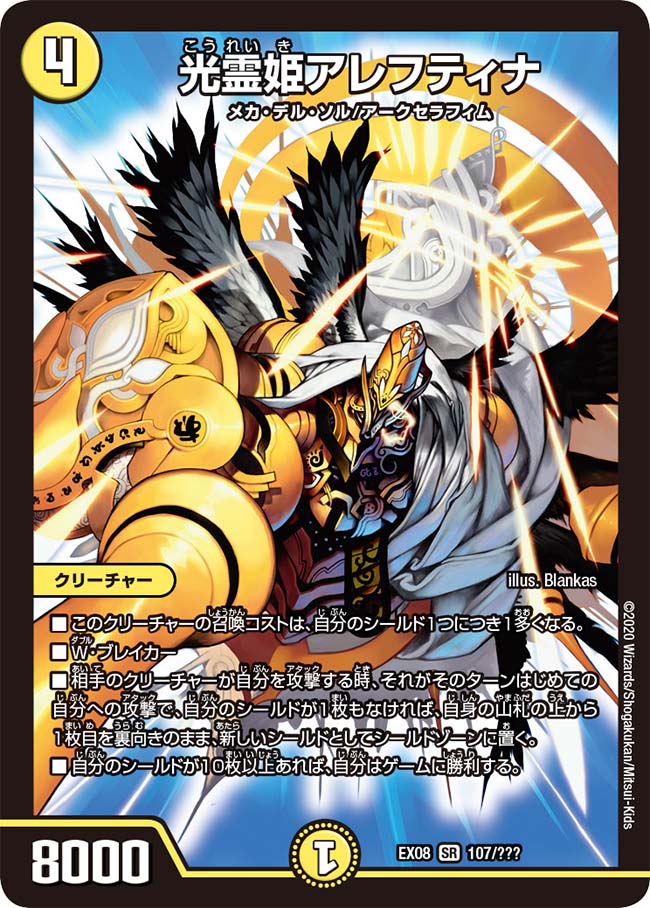 4
こうれいき
光霊姫アレフティナ
メカ・デル・ソル/アークセラフィム
クリーチャー
illus. Blankas
■このクリーチャーの召喚コストは、自分のシールド1つにつき1多くなる。
■W・ブレイカー
■相手のクリーチャーが自分を攻撃する時、それがそのターンはじめての
自分への攻撃で、自分のシールドが1枚もなければ、自身の山札の上から
1枚目を裏向きのまま、新しいシールドとしてシールドゾーンに置く。
■自分のシールドが10枚以上あれば、自分はゲームに勝利する。
©2020 Wizards/Shogakukan/Mitsui-Kids
8000
1
EX08 SR 107/???